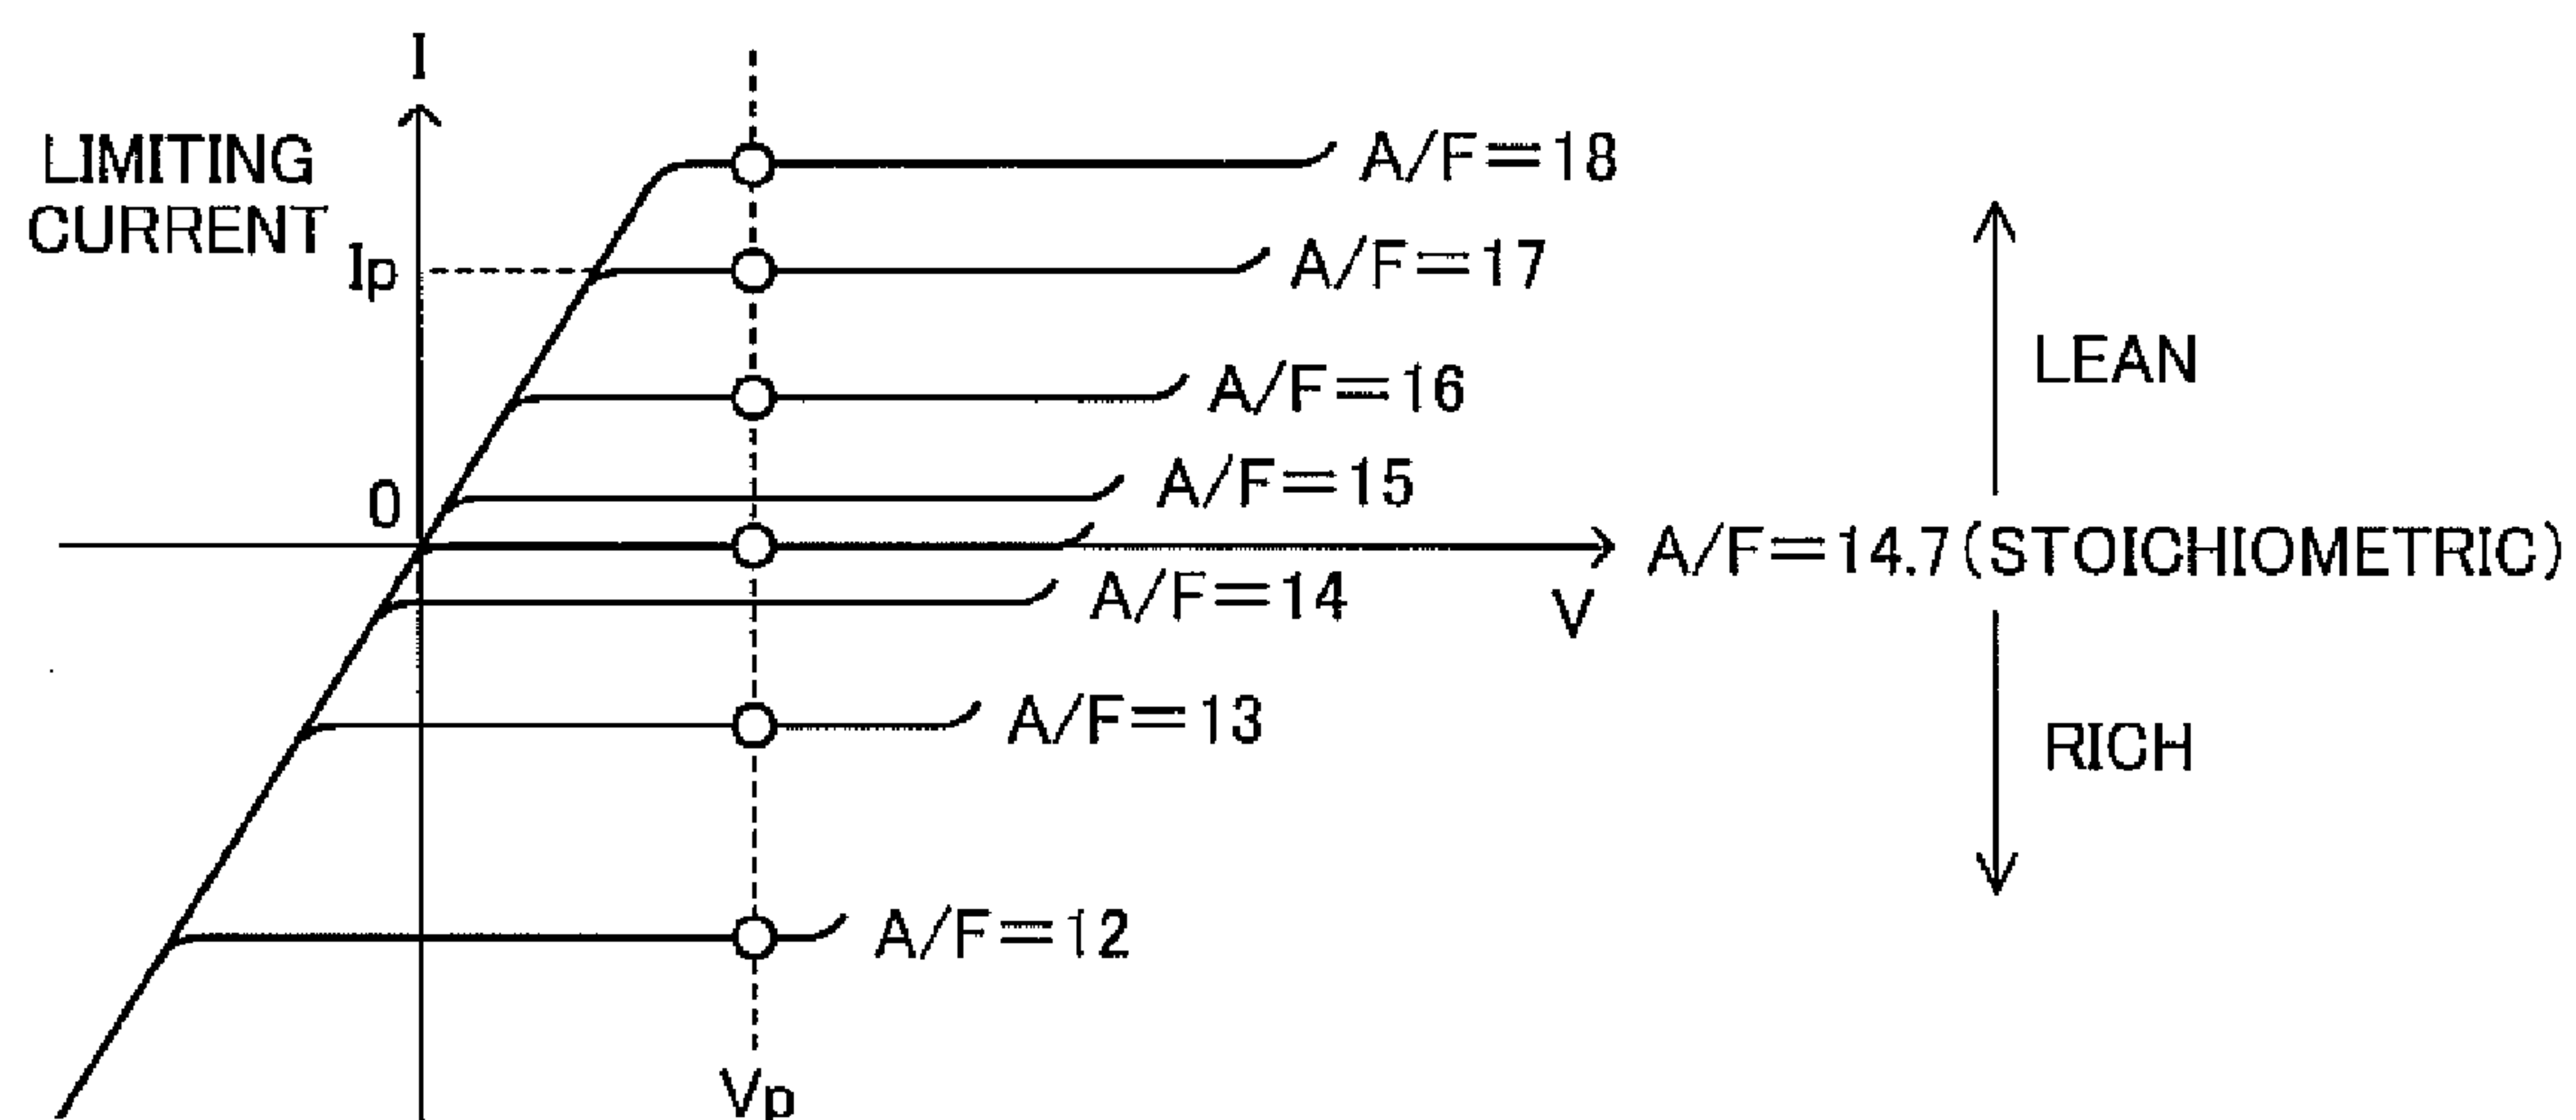 I
LIMITING
CURRENT
Ip
0
A/F=18
A/F=17
A/F=16
A/F=15
A/F=14.7(STOICHIOMETRIC)
V
A/F=14
A/F=13
A/F=12
Vp
LEAN
RICH